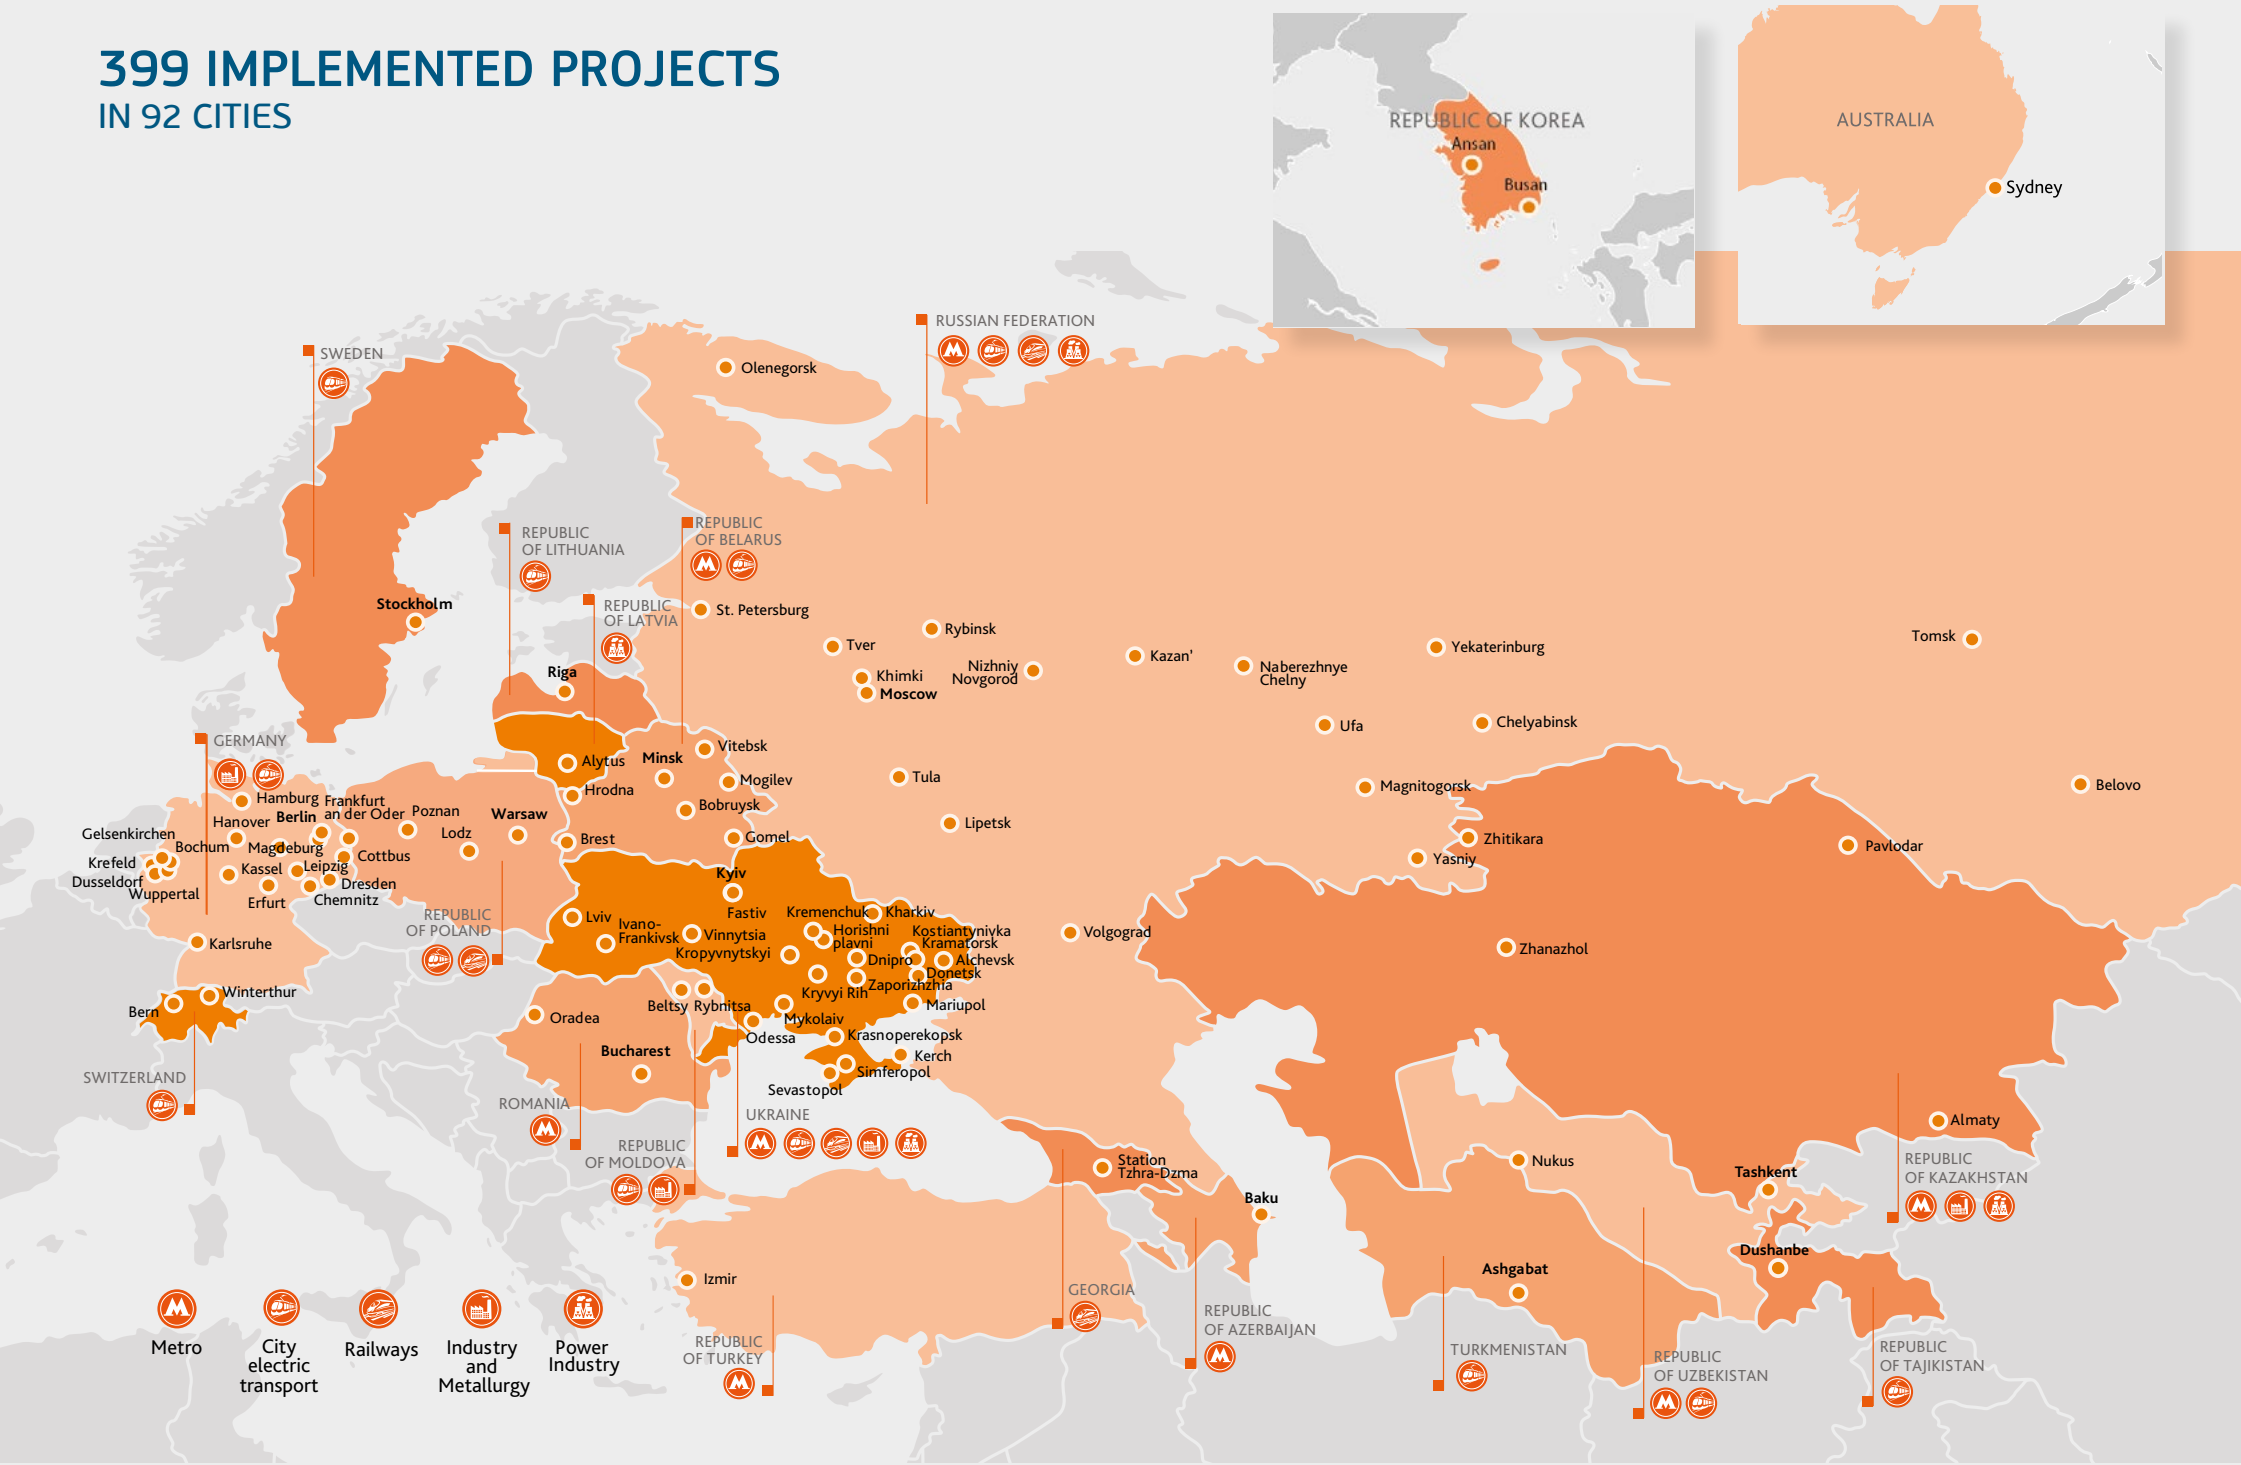 399 IMPLEMENTED PROJECTS
IN 92 CITIES
REPUBLIC OF KOREA
Ansan
Busan
AUSTRALIA
Sydney
RUSSIAN FEDERATION
SWEDEN
Olenegorsk
REPUBLIC
OF LITHUANIA
REPUBLIC
OF BELARUS
REPUBLIC
OF LATVIA
Stockholm
St. Petersburg
Rybinsk
Tver
Khimki
Moscow
Nizhniy
Novgorod
Kazan'
Naberezhnye
Chelny
Yekaterinburg
Tomsk
Riga
Ufa
Chelyabinsk
GERMANY
Alytus
Minsk
Vitebsk
Mogilev
Tula
Magnitogorsk
Belovo
Hrodna
Bobruysk
Lipetsk
Hamburg
Frankfurt
an der Oder
Hanover
Berlin
Poznan
Warsaw
Lodz
Brest
Gomel
Gelsenkirchen
Bochum
Magdeburg
Cottbus
Krefeld
Kassel
Leipzig
Dusseldorf
Wuppertal
Erfurt
Dresden
Chemnitz
Zhitikara
Yasniy
Pavlodar
Kyiv
Fastiv
REPUBLIC
OF POLAND
Lviv
Ivano-
Frankivsk
Vinnytsia
Kremenchuk
Kharkiv
Horishni
plavni
Kostiantynivka
Kramatorsk
Kropyvnytskyi
Dnipro
Alchevsk
Donetsk
Volgograd
Zhanazhol
Karlsruhe
Zaporizhzhia
Kryvyi Rih
Mariupol
Winterthur
Bern
Beltsy
Rybnitsa
Oradea
Mykolaiv
Odessa
Krasnoperekopsk
Kerch
Simferopol
Sevastopol
Bucharest
SWITZERLAND
ROMANIA
UKRAINE
REPUBLIC
OF MOLDOVA
Station
Tzhra-Dzma
Baku
Nukus
Tashkent
Almaty
REPUBLIC
OF KAZAKHSTAN
Dushanbe
Ashgabat
Izmir
GEORGIA
REPUBLIC
OF AZERBAIJAN
REPUBLIC
OF TURKEY
TURKMENISTAN
REPUBLIC
OF UZBEKISTAN
REPUBLIC
OF TAJIKISTAN
Metro
City
electric
transport
Railways
Industry
and
Metallurgy
Power
Industry